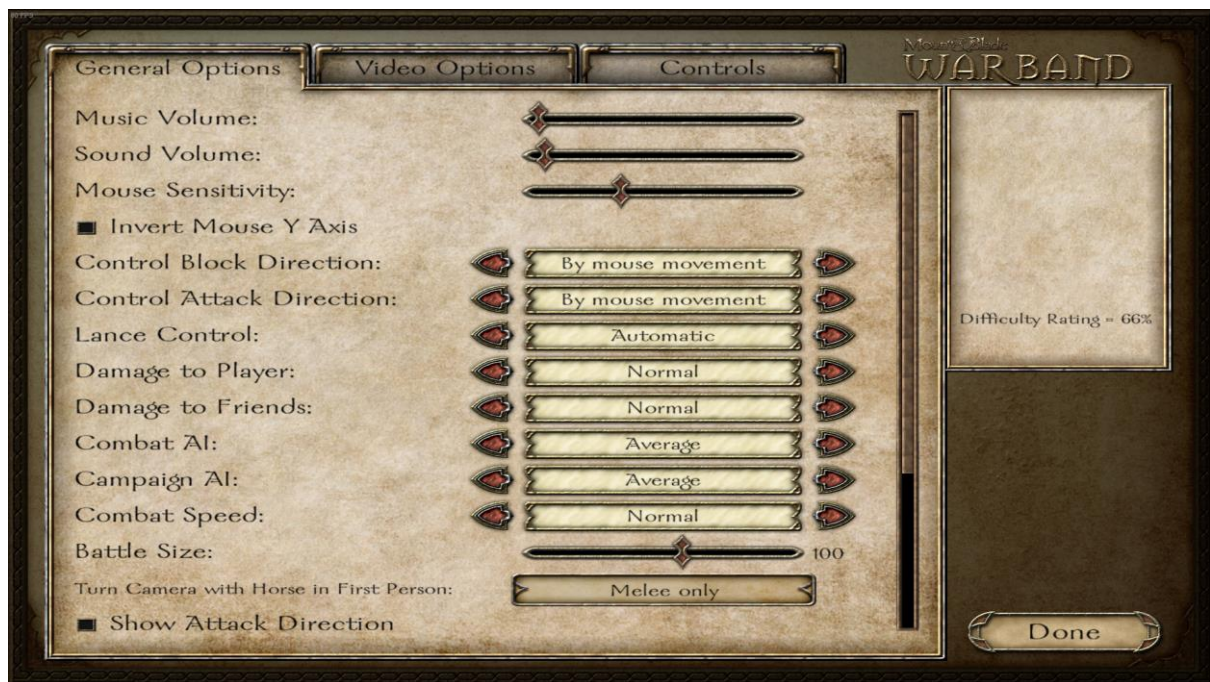 General Options
Video Options
Controls
Mount&Blade
WARBAND
Music Volume:
Sound Volume:
Mouse Sensitivity:
Invert Mouse Y Axis
Control Block Direction: By mouse movement
Control Attack Direction: By mouse movement
Lance Control: Automatic
Damage to Player: Normal
Damage to Friends: Normal
Combat AI: Average
Campaign AI: Average
Combat Speed: Normal
Battle Size: 100
Turn Camera with Horse in First Person: Melee only
Show Attack Direction
Difficulty Rating = 66%
Done